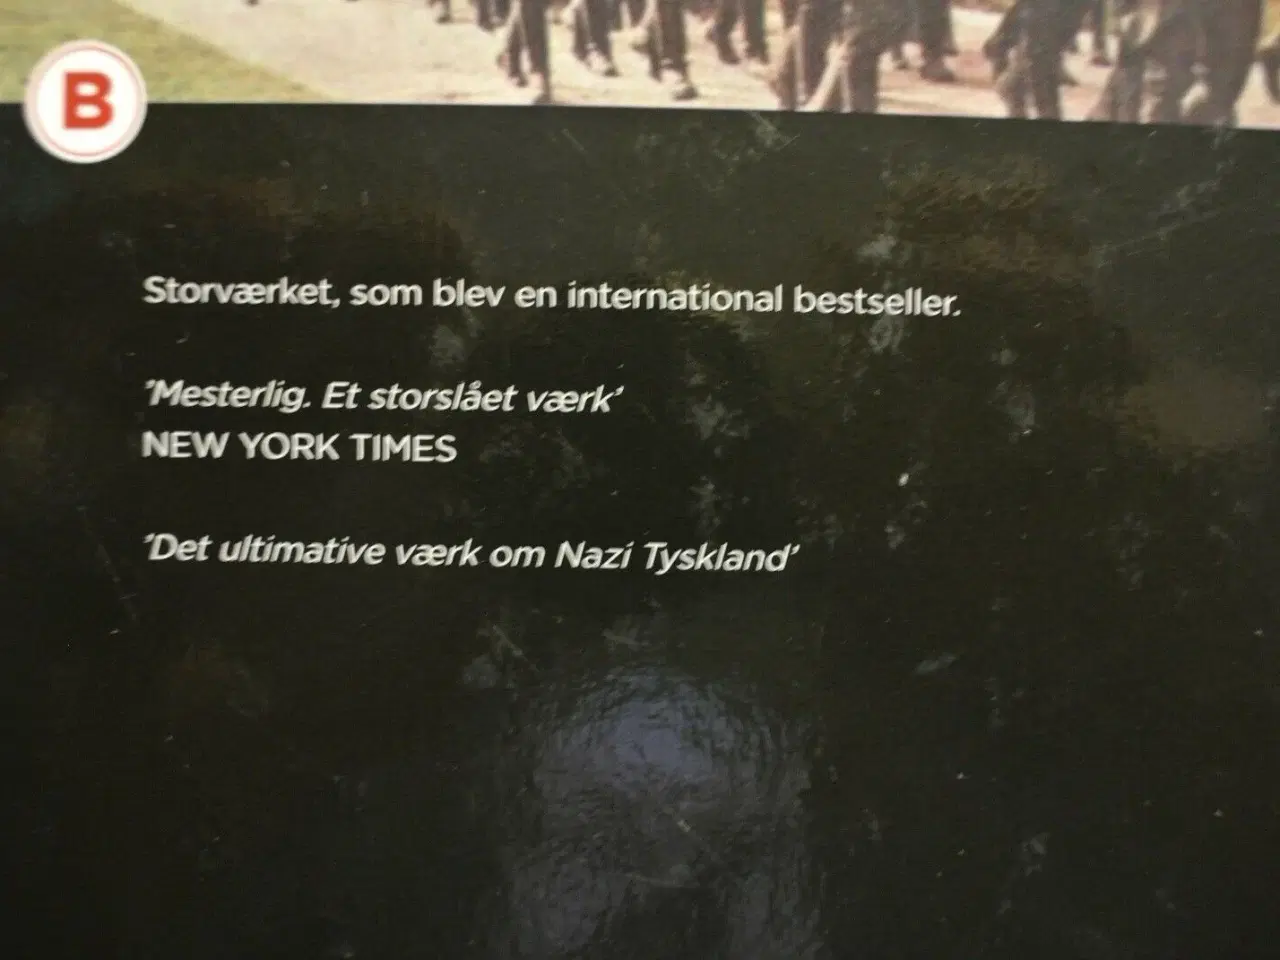 B
Storværket, som blev en international bestseller.
'Mesterlig. Et storslået værk'
NEW YORK TIMES
'Det ultimative værk om Nazi Tyskland'